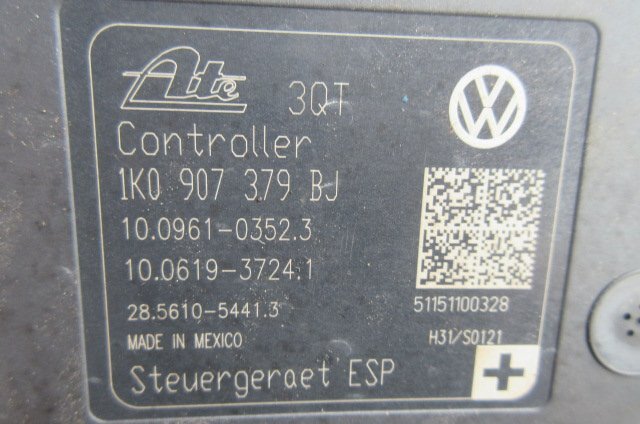 Ate 3QT
Controller
1K0 907 379 BJ
10.0961-0352.3
10.0619-3724.1
28.5610-5441.3 51151100328
MADE IN MEXICO H31/S0121
Steuergeraet ESP